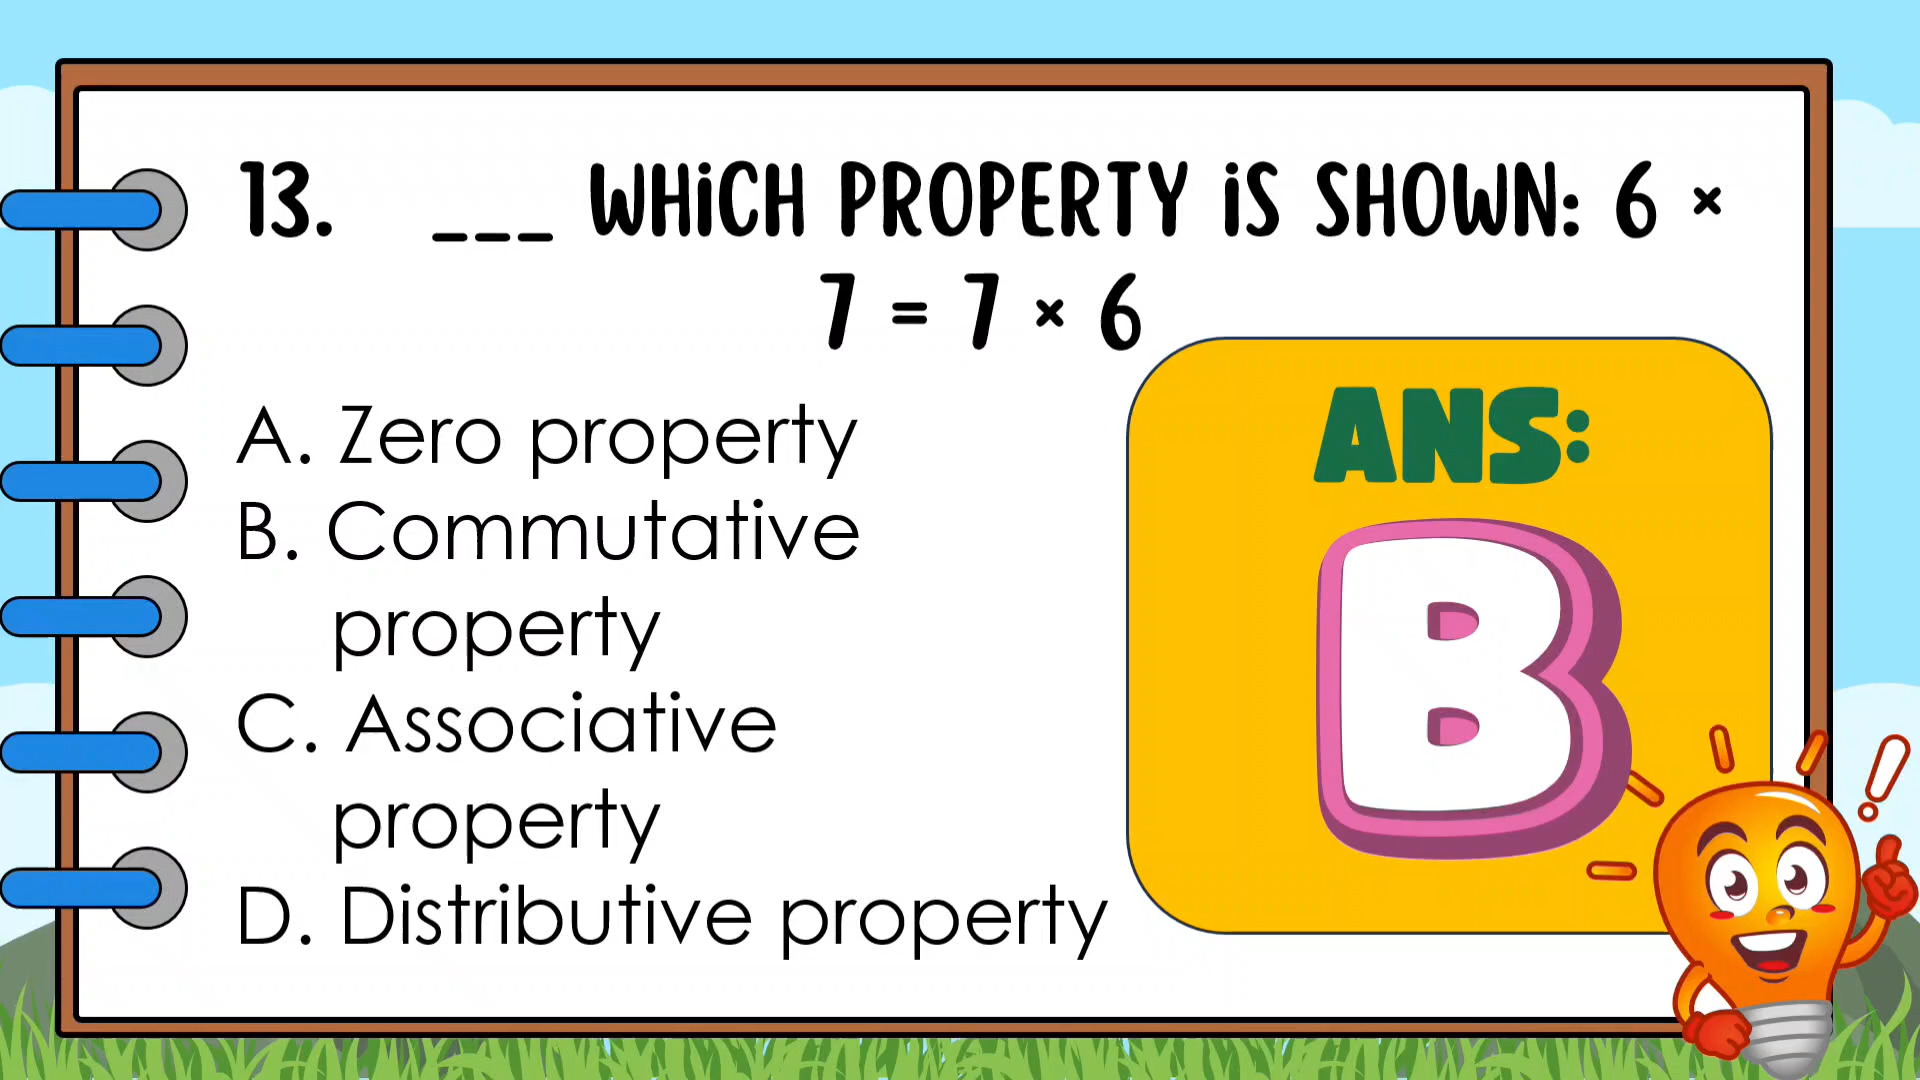 13. ___ WHiCH PROPERTY iS SHOWN: 6 ×
7 = 7 × 6
A. Zero property
B. Commutative
property
C. Associative
property
D. Distributive property
ANS:
B